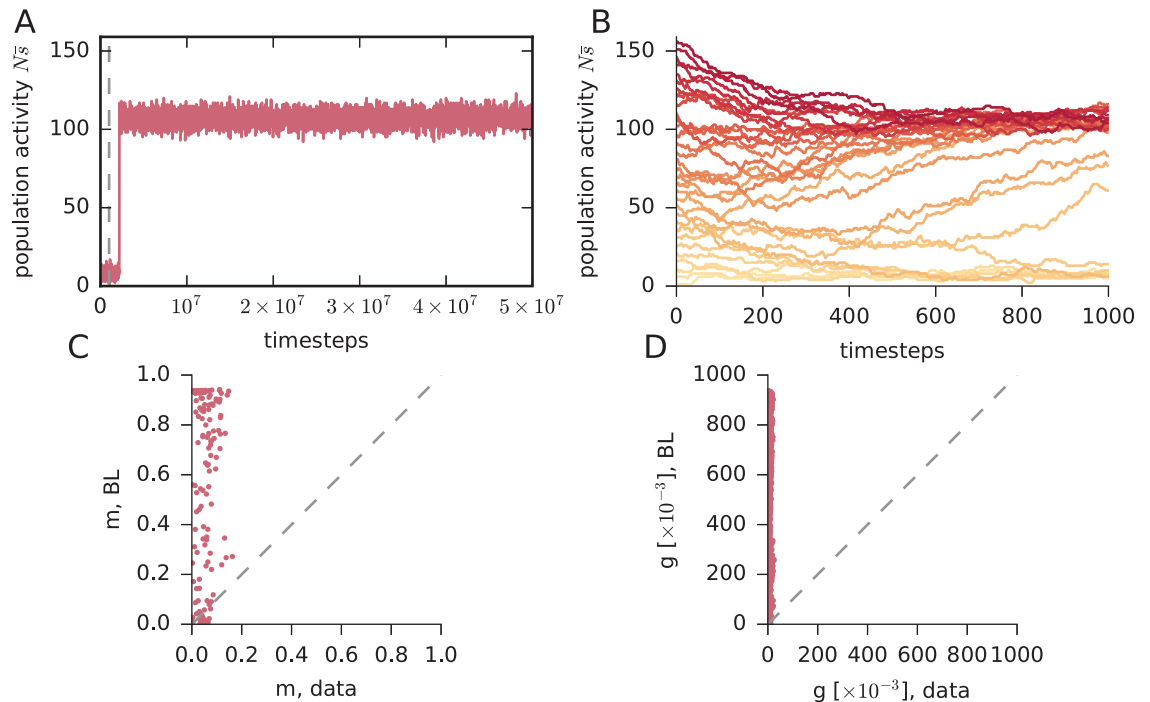 A
population activity Ns̄
150
100
50
0
0
10⁷
2 × 10⁷
3 × 10⁷
4 × 10⁷
5 × 10⁷
timesteps
B
population activity Ns̄
150
100
50
0
0
200
400
600
800
1000
timesteps
C
m, BL
1.0
0.8
0.6
0.4
0.2
0.0
0.0
0.2
0.4
0.6
0.8
1.0
m, data
D
g [×10⁻³], BL
1000
800
600
400
200
0
0
200
400
600
800
1000
g [×10⁻³], data